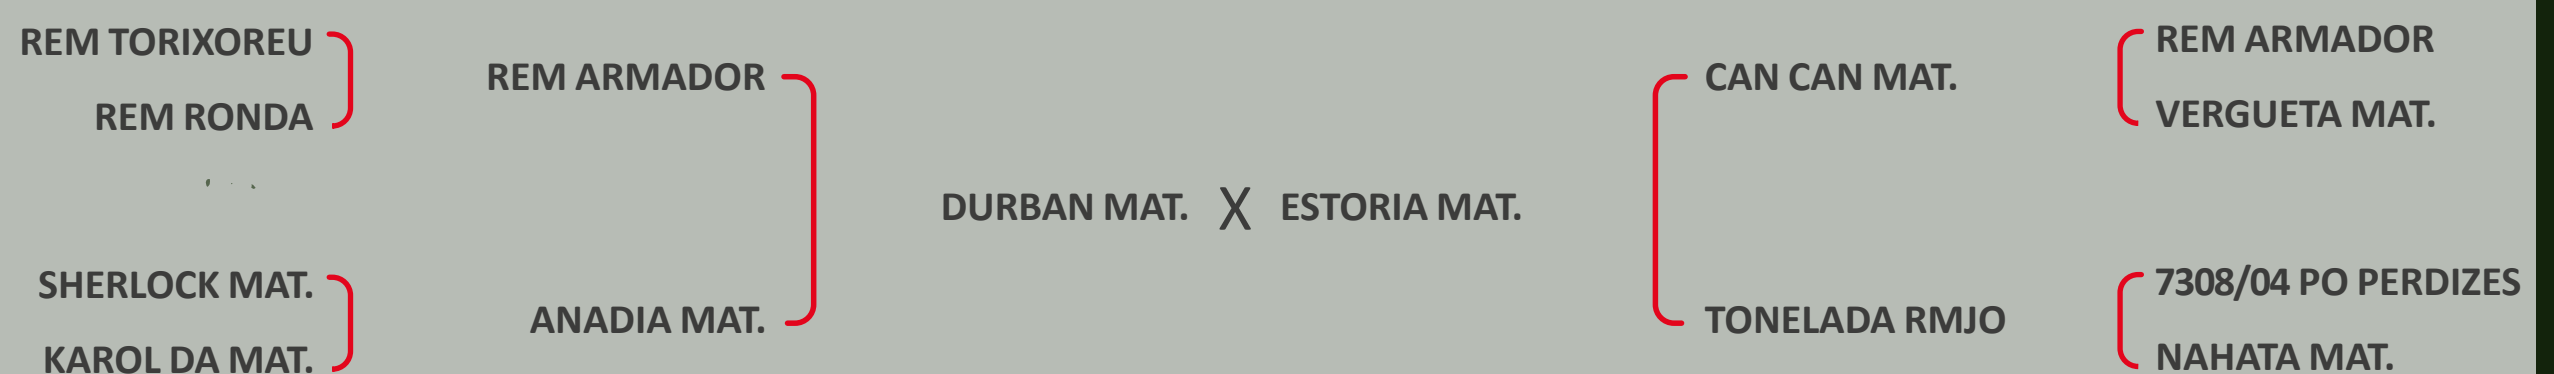 REM TORIXOREU
REM RONDA
REM ARMADOR
SHERLOCK MAT.
KAROL DA MAT.
ANADIA MAT.
DURBAN MAT. X ESTORIA MAT.
CAN CAN MAT.
REM ARMADOR
VERGUETA MAT.
TONELADA RMJO
7308/04 PO PERDIZES
NAHATA MAT.